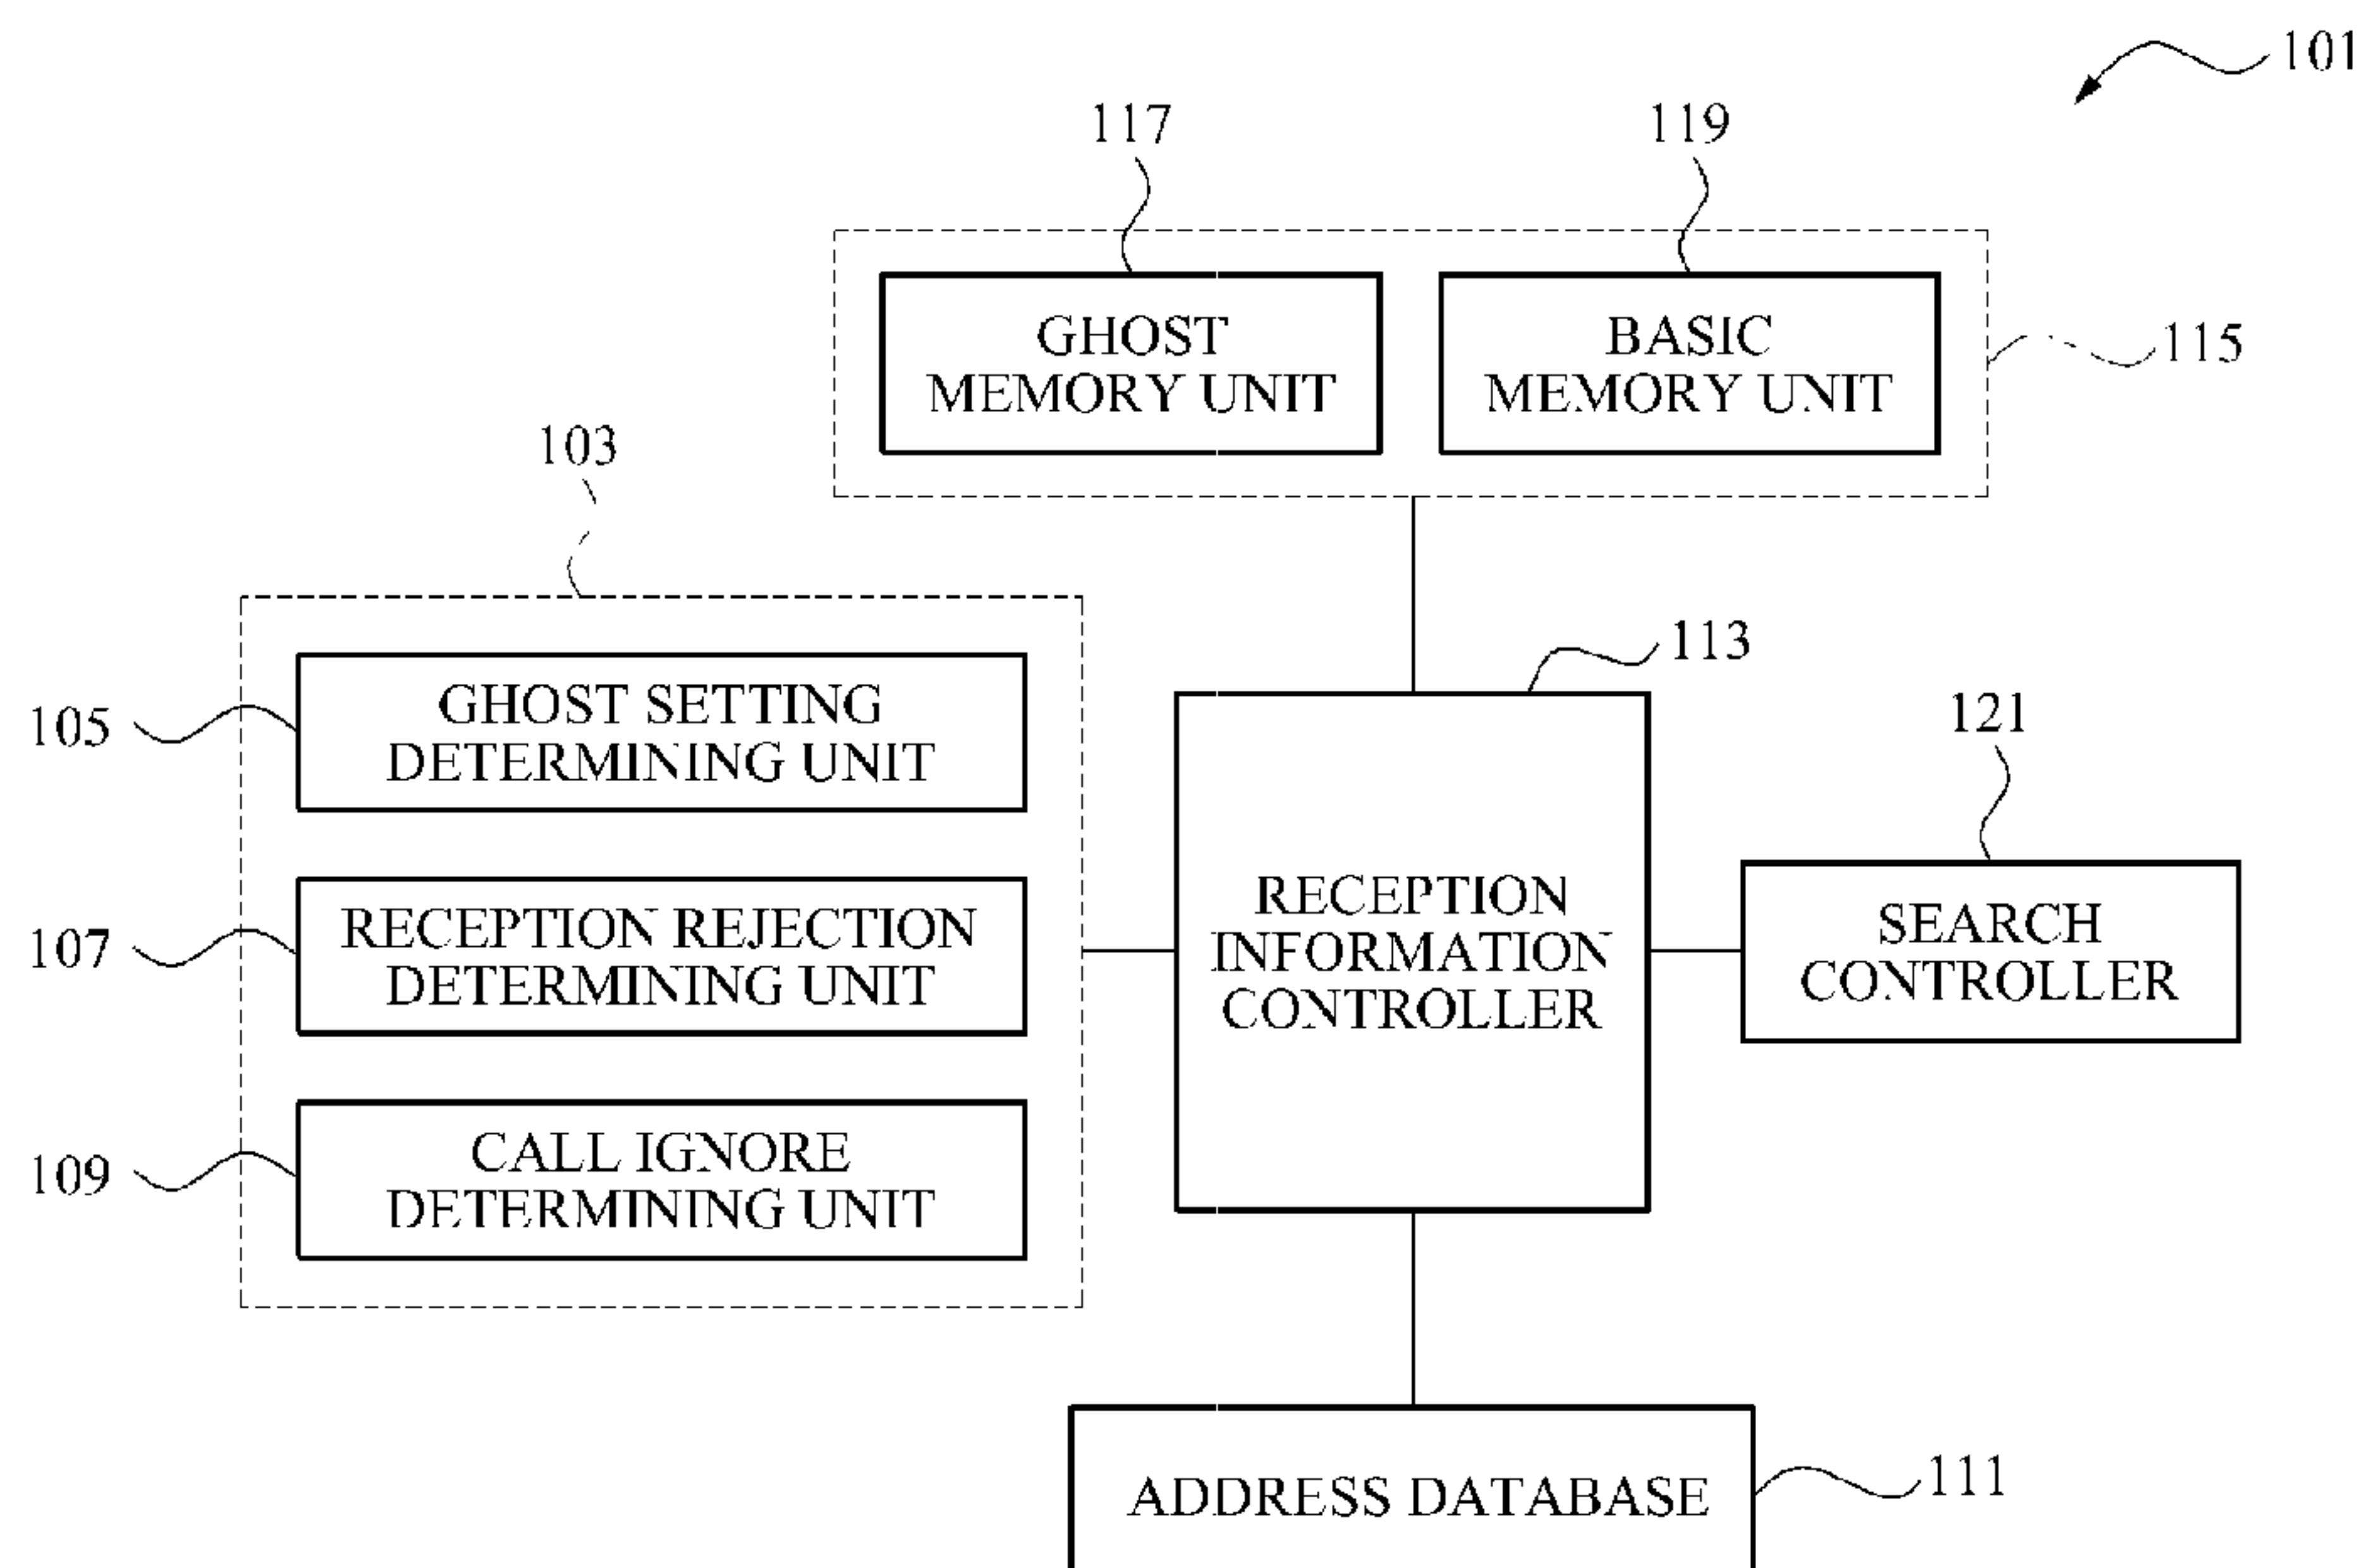 101
117
119
GHOST
MEMORY UNIT
BASIC
MEMORY UNIT
115
103
113
105
GHOST SETTING
DETERMINING UNIT
121
107
RECEPTION REJECTION
DETERMINING UNIT
RECEPTION
INFORMATION
CONTROLLER
SEARCH
CONTROLLER
109
CALL IGNORE
DETERMINING UNIT
ADDRESS DATABASE
111